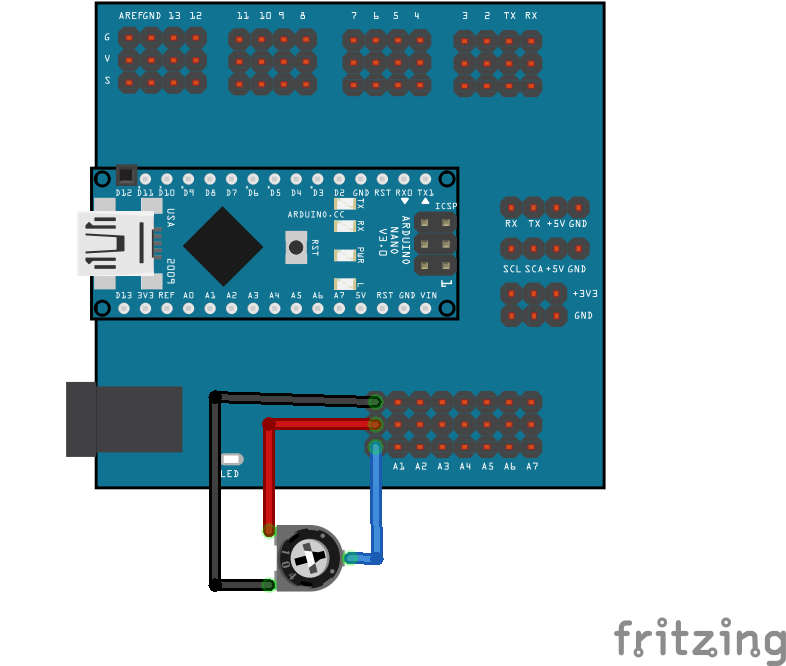 AREF GND 13 12 11 10 9 8 7 6 5 4 3 2 TX RX
G
V
S
D12 D11 D10 D9 D8 D7 D6 D5 D4 D3 D2 GND RST RX0 TX1
USA
2009
ARDUINO.CC
RST
TX
RX
PWR
L
ARDUINO
NANO
V3.0
ICSP
1
D13 3V3 REF A0 A1 A2 A3 A4 A5 A6 A7 5V RST GND VIN
RX TX +5V GND
SCL SCA +5V GND
+3V3
GND
A1 A2 A3 A4 A5 A6 A7
LED
fritzing